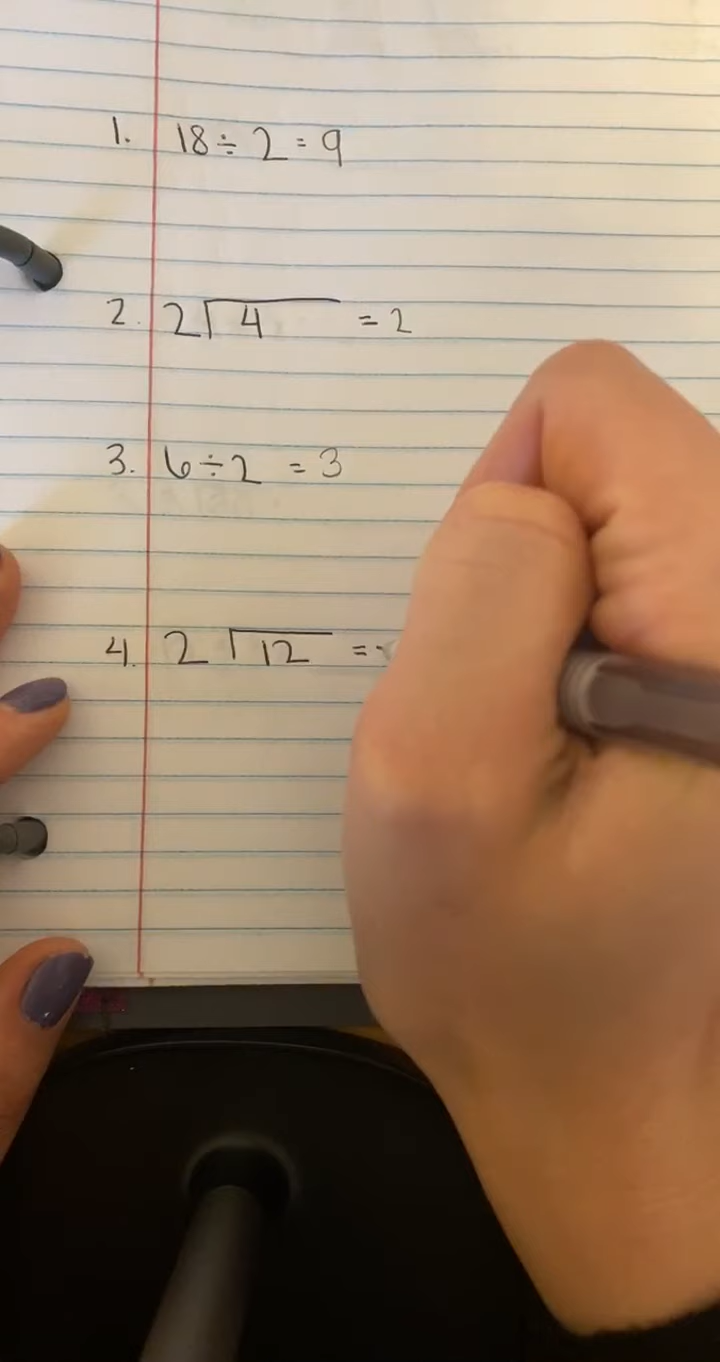 1. 18÷2=9
2. 2⟌4 =2
3. 6÷2 =3
4. 2⟌12 =